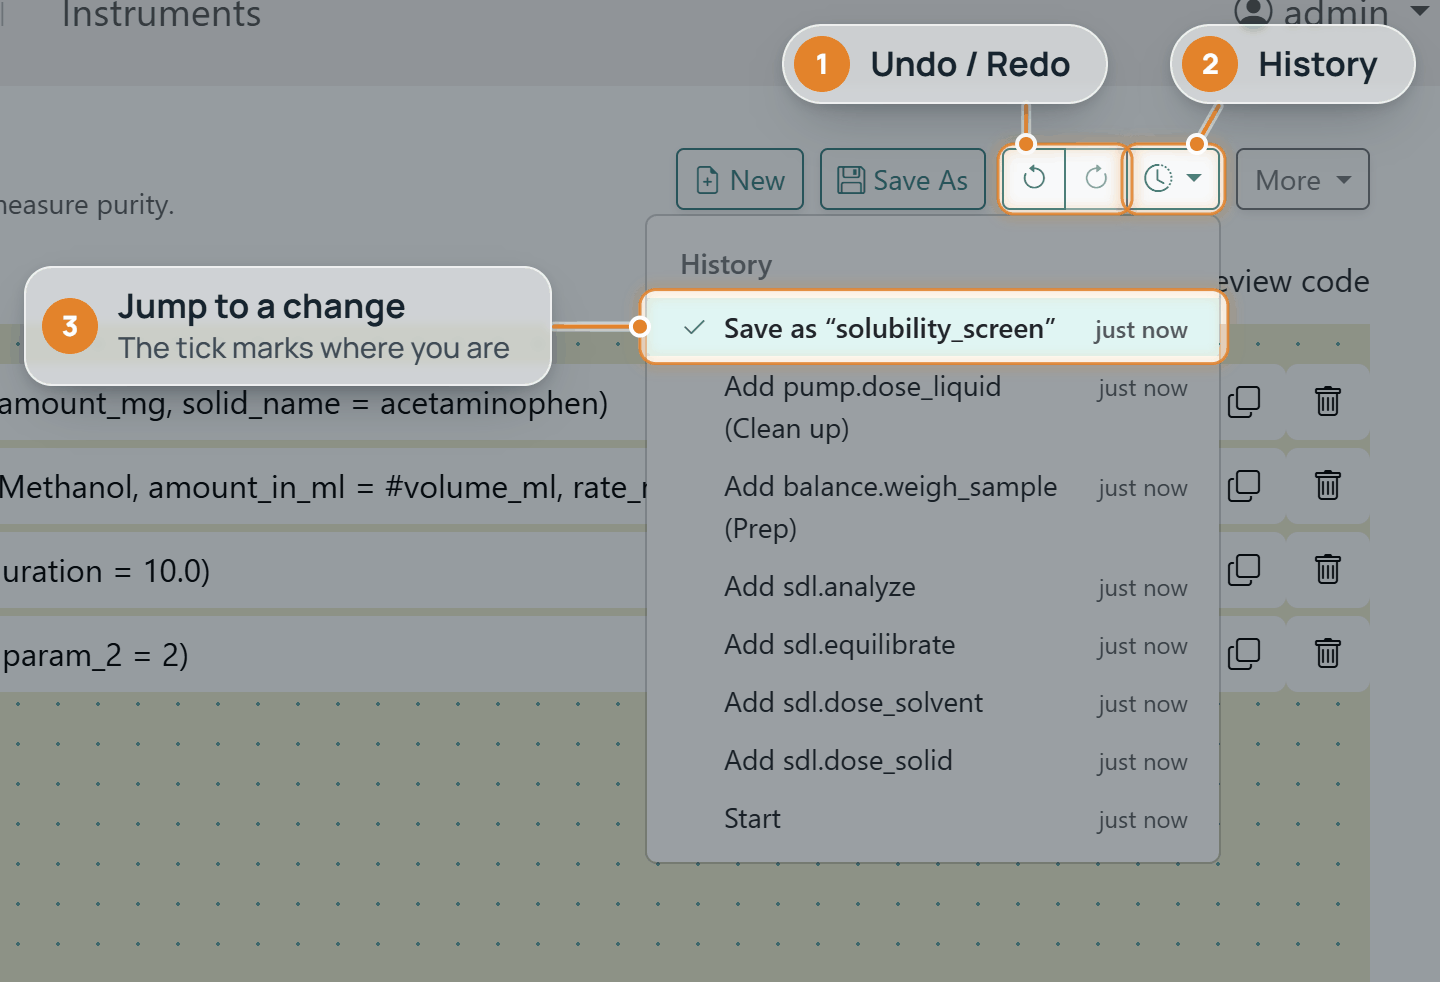 Instruments
admin
1 Undo / Redo
2 History
New
Save As
More
measure purity.
History
eview code
3 Jump to a change
The tick marks where you are
Save as “solubility_screen” just now
amount_mg, solid_name = acetaminophen)
Add pump.dose_liquid just now
(Clean up)
Methanol, amount_in_ml = #volume_ml, rate_r
Add balance.weigh_sample just now
(Prep)
uration = 10.0)
Add sdl.analyze just now
param_2 = 2)
Add sdl.equilibrate just now
Add sdl.dose_solvent just now
Add sdl.dose_solid just now
Start just now